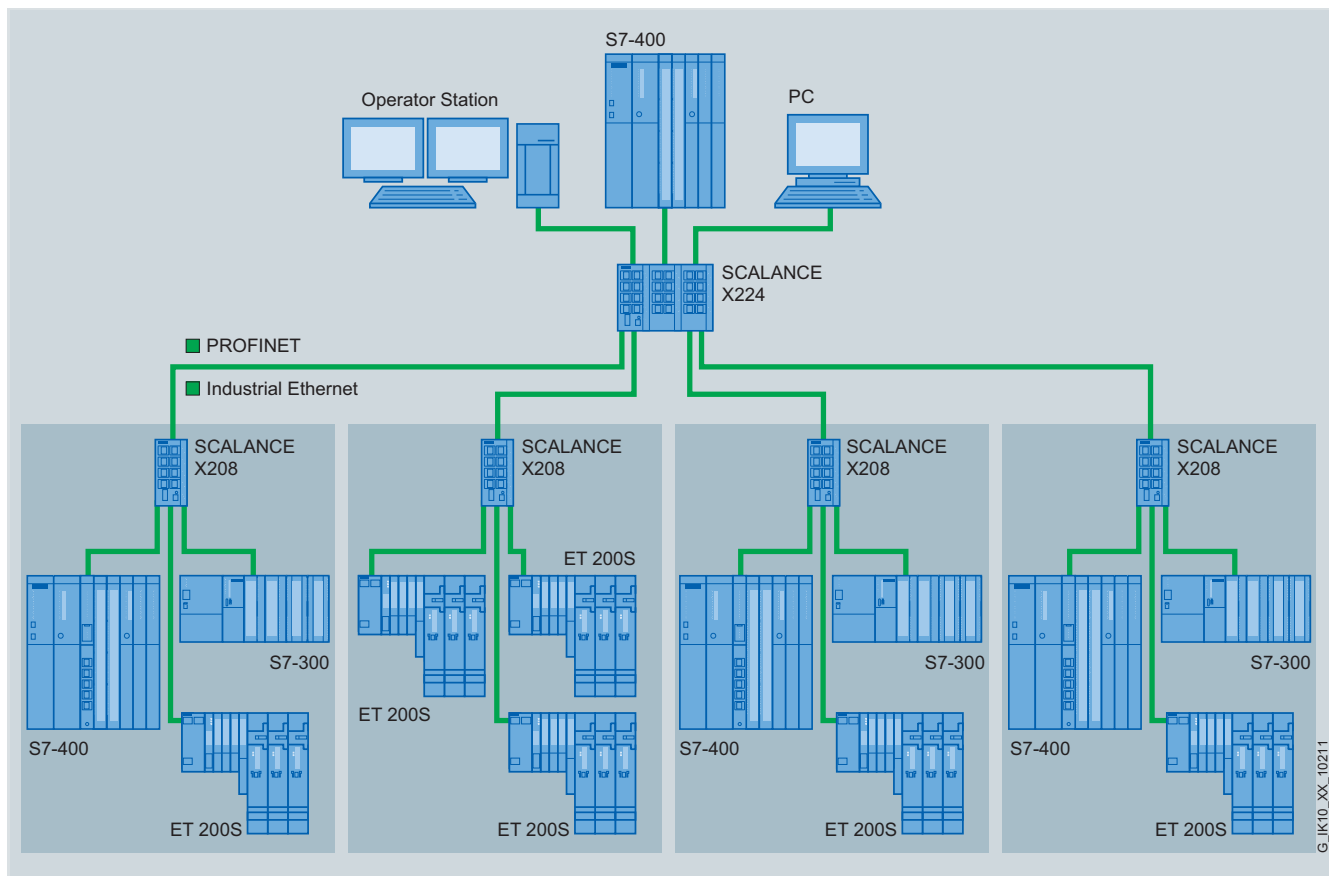 S7-400
Operator Station
PC
SCALANCE
X224
PROFINET
Industrial Ethernet
SCALANCE
X208
SCALANCE
X208
SCALANCE
X208
SCALANCE
X208
ET 200S
S7-300
S7-300
S7-300
ET 200S
S7-400
S7-400
S7-400
ET 200S
ET 200S
ET 200S
ET 200S
G_IK10_XX_10211